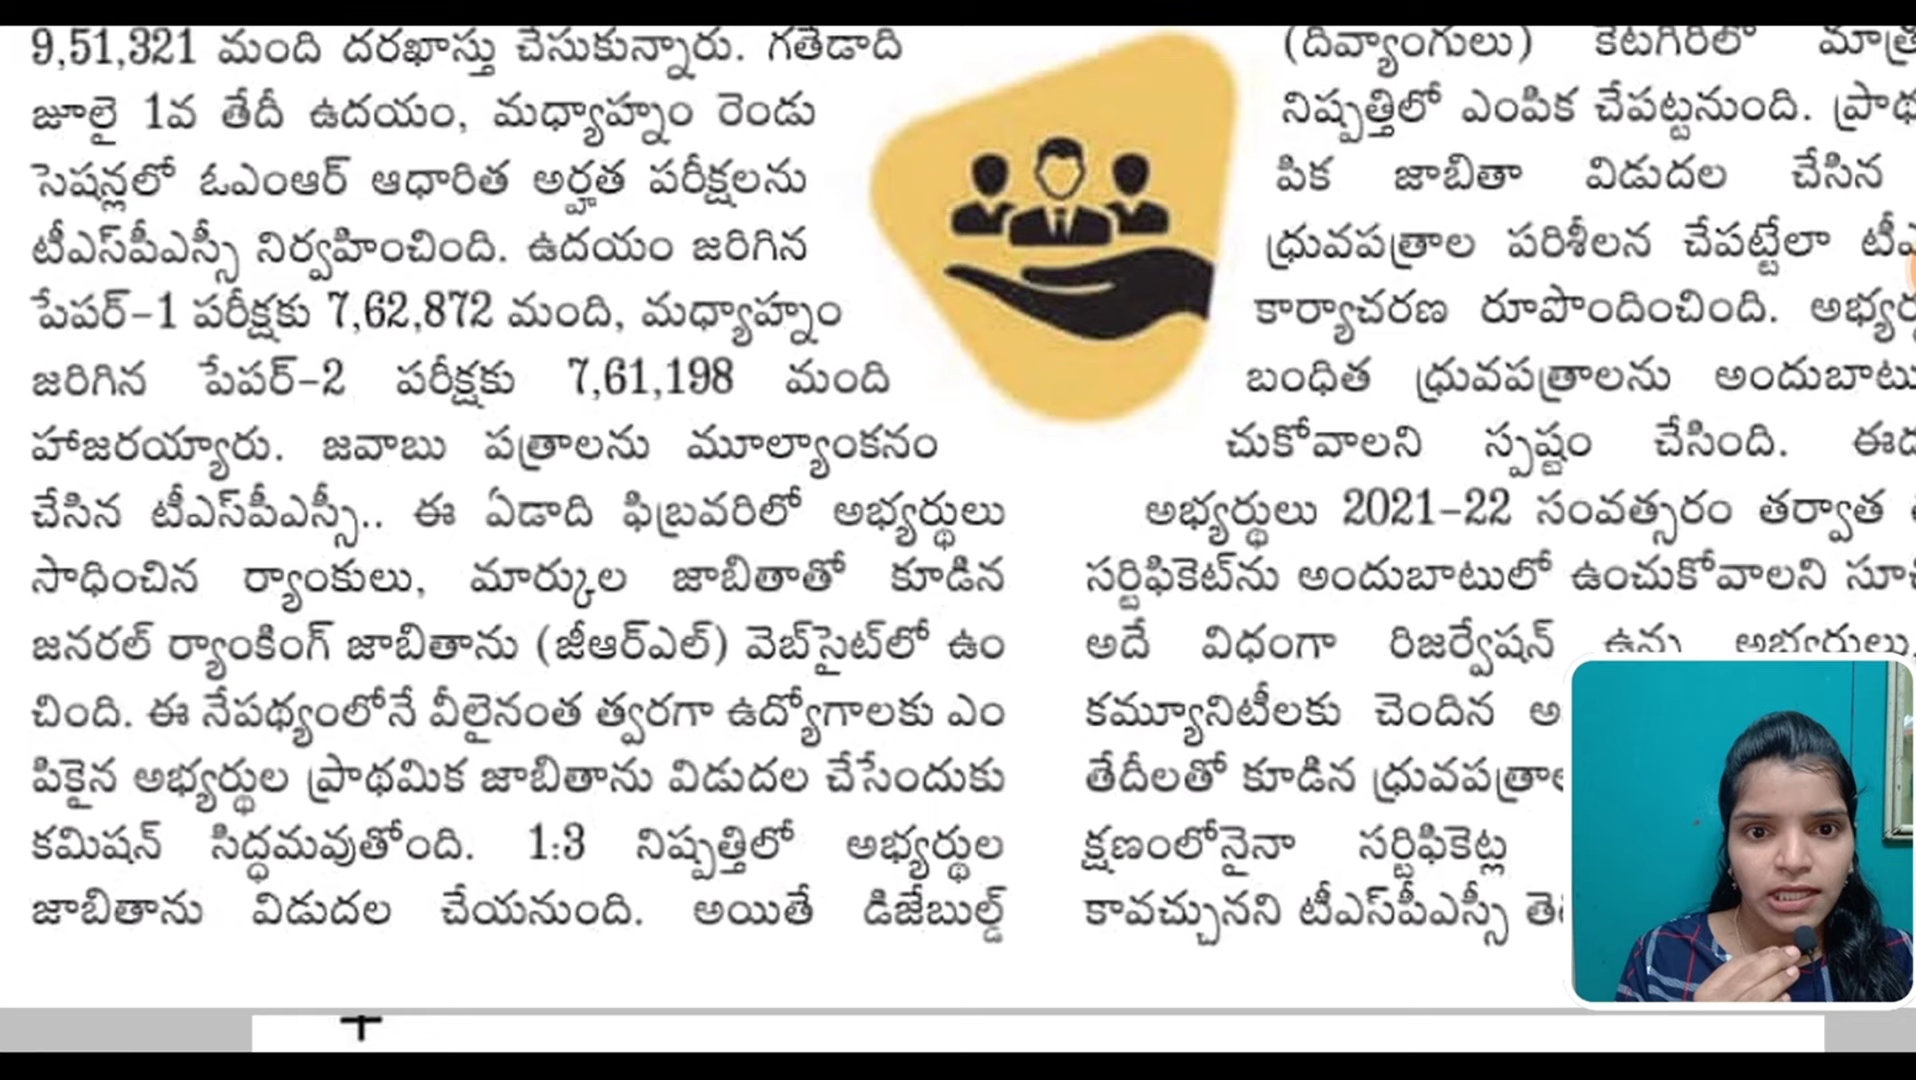 9,51,321 మంది దరఖాస్తు చేసుకున్నారు. గతేడాది
జూలై 1వ తేదీ ఉదయం, మధ్యాహ్నం రెండు
సెషన్లలో ఓఎంఆర్ ఆధారిత అర్హత పరీక్షలను
టీఎస్‌పీఎస్సీ నిర్వహించింది. ఉదయం జరిగిన
పేపర్-1 పరీక్షకు 7,62,872 మంది, మధ్యాహ్నం
జరిగిన పేపర్-2 పరీక్షకు 7,61,198 మంది
హాజరయ్యారు. జవాబు పత్రాలను మూల్యాంకనం
చేసిన టీఎస్‌పీఎస్సీ.. ఈ ఏడాది ఫిబ్రవరిలో అభ్యర్థులు
సాధించిన ర్యాంకులు, మార్కుల జాబితాతో కూడిన
జనరల్ ర్యాంకింగ్ జాబితాను (జీఆర్ఎల్) వెబ్‌సైట్‌లో ఉం
చింది. ఈ నేపథ్యంలోనే వీలైనంత త్వరగా ఉద్యోగాలకు ఎం
పికైన అభ్యర్థుల ప్రాథమిక జాబితాను విడుదల చేసేందుకు
కమిషన్ సిద్ధమవుతోంది. 1:3 నిష్పత్తిలో అభ్యర్థుల
జాబితాను విడుదల చేయనుంది. అయితే డిజేబుల్డ్
(దివ్యాంగులు) కేటగిరీలో
నిష్పత్తిలో ఎంపిక చేపట్టనుంది.
పిక జాబితా విడుదల చేసిన
ధ్రువపత్రాల పరిశీలన చేపట్టేలా
కార్యాచరణ రూపొందించింది.
బంధిత ధ్రువపత్రాలను అందుబాటు
చుకోవాలని స్పష్టం చేసింది.
అభ్యర్థులు 2021-22 సంవత్సరం తర్వాత
సర్టిఫికెట్‌ను అందుబాటులో ఉంచుకోవాలని
అదే విధంగా రిజర్వేషన్ ఉన్న అభ్యర్థులు,
కమ్యూనిటీలకు చెందిన
తేదీలతో కూడిన
క్షణంలోనైనా సర్టిఫికెట్ల
కావచ్చునని టీఎస్‌పీఎస్సీ